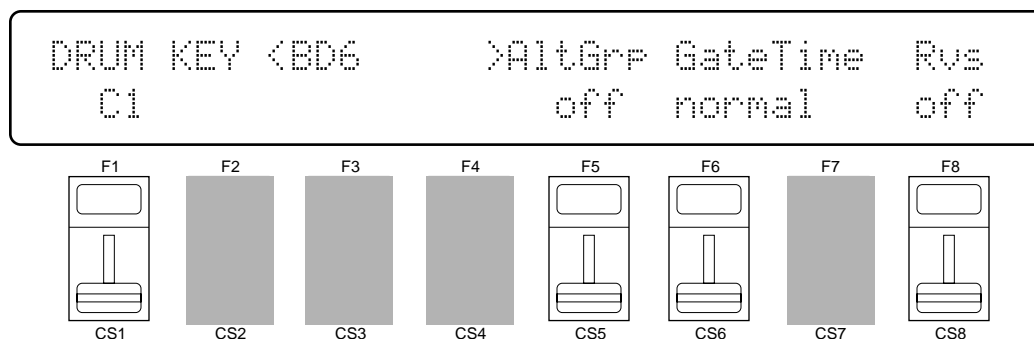 DRUM KEY <BD6 >AltGrp GateTime Rvs
C1 off normal off
F1 F2 F3 F4 F5 F6 F7 F8
CS1 CS2 CS3 CS4 CS5 CS6 CS7 CS8